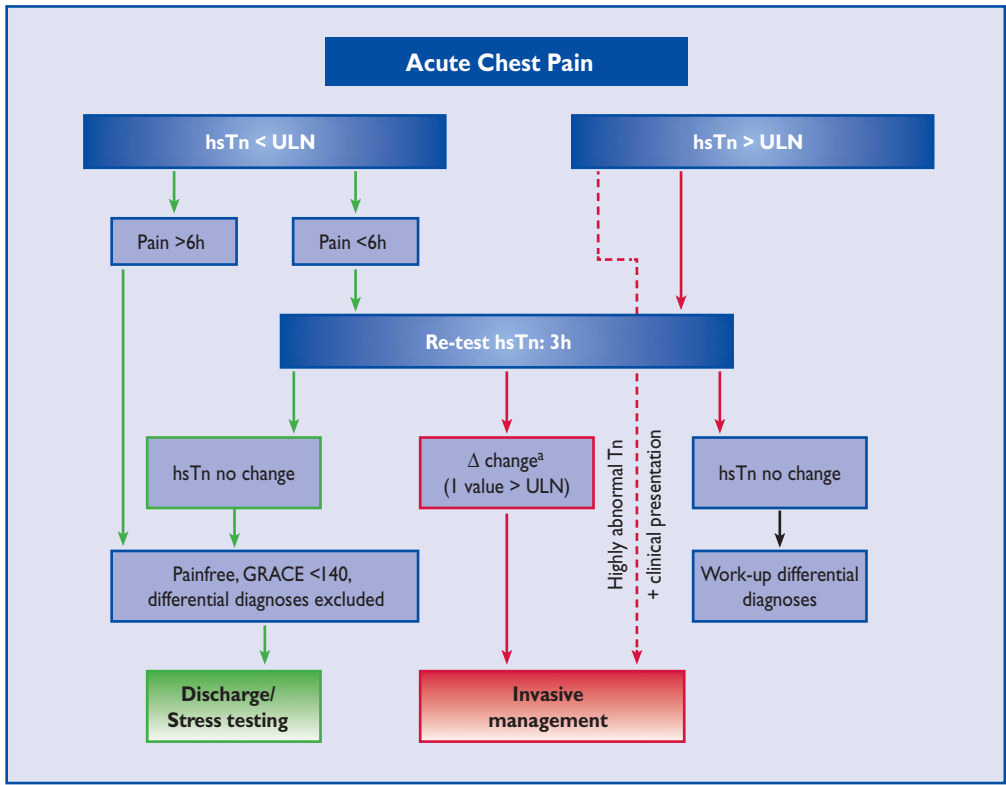 Acute Chest Pain
hsTn < ULN
hsTn > ULN
Pain >6h
Pain <6h
Re-test hsTn: 3h
hsTn no change
Δ change^a
(1 value > ULN)
Highly abnormal Tn
+ clinical presentation
hsTn no change
Painfree, GRACE <140,
differential diagnoses excluded
Work-up differential
diagnoses
Discharge/
Stress testing
Invasive
management